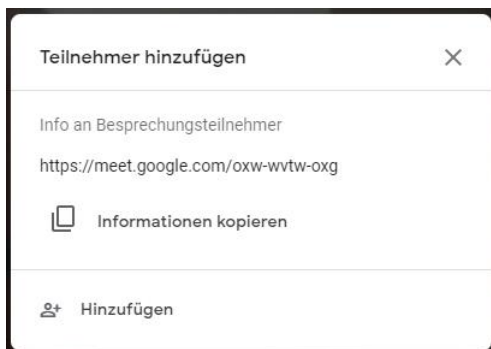 Teilnehmer hinzufügen
Info an Besprechungsteilnehmer
https://meet.google.com/oxw-wvtw-oxg
Informationen kopieren
Hinzufügen